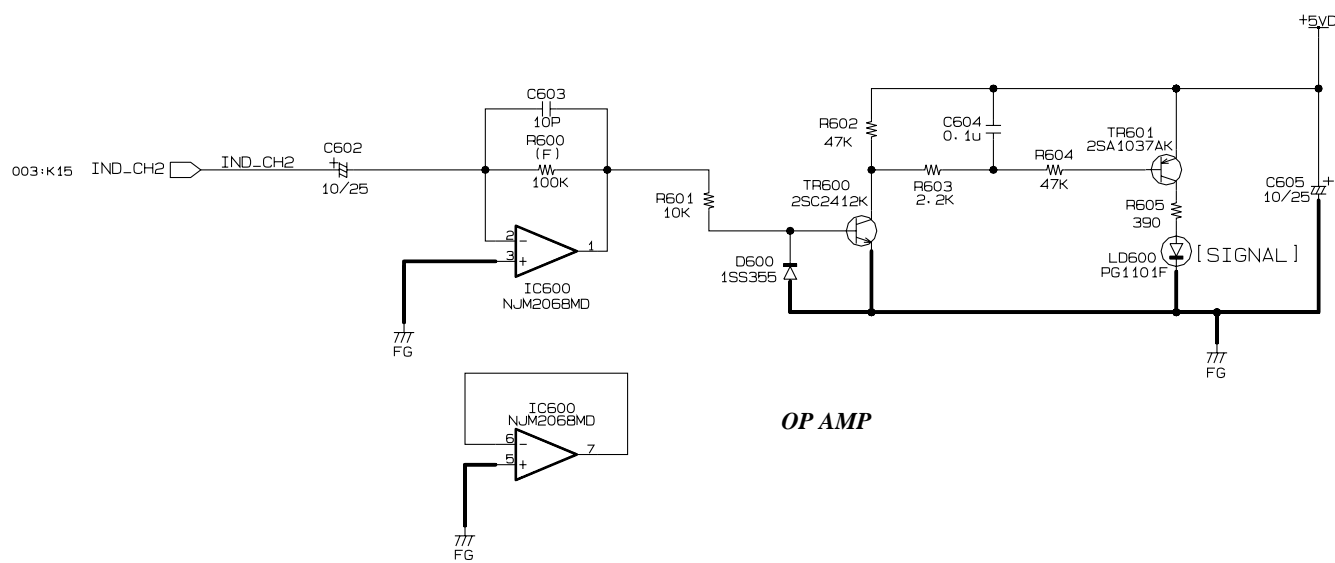 +5VD
C603
10P
R600
(F)
100K
C602
+
10/25
003:K15 IND_CH2 IND_CH2
R601
10K
R602
47K
C604
0.1u
TR601
2SA1037AK
R604
47K
R603
2.2K
TR600
2SC2412K
C605
10/25
+
R605
390
2 -
3 +
1
IC600
NJM2068MD
D600
1SS355
LD600
PG1101F
[SIGNAL]
FG
FG
IC600
NJM2068MD
6 -
5 +
7
OP AMP
FG